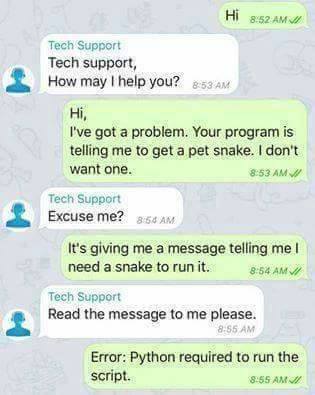 Hi 8:52 AM
Tech Support
Tech support,
How may I help you? 8:53 AM
Hi,
I've got a problem. Your program is
telling me to get a pet snake. I don't
want one.
8:53 AM
Tech Support
Excuse me? 8:54 AM
It's giving me a message telling me I
need a snake to run it.
8:54 AM
Tech Support
Read the message to me please.
8:55 AM
Error: Python required to run the
script.
8:55 AM